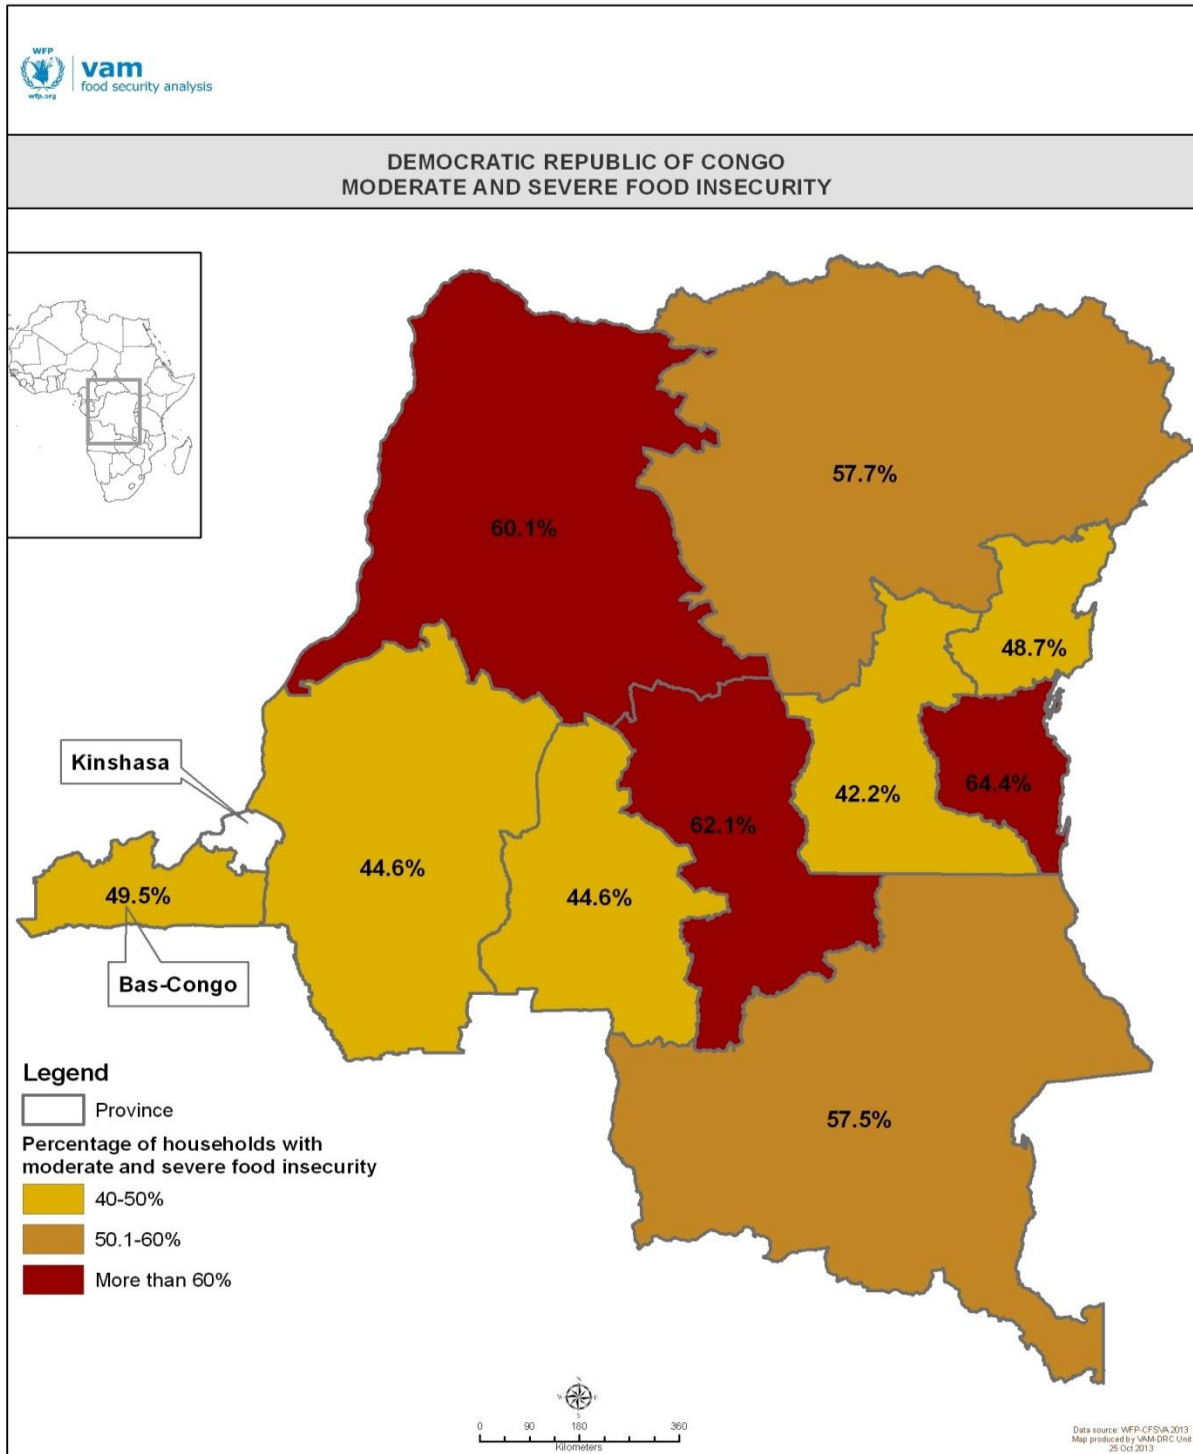 WFP
wfp.org
vam
food security analysis
DEMOCRATIC REPUBLIC OF CONGO
MODERATE AND SEVERE FOOD INSECURITY
57.7%
60.1%
48.7%
Kinshasa
64.4%
42.2%
62.1%
44.6%
44.6%
49.5%
Bas-Congo
57.5%
Legend
Province
Percentage of households with
moderate and severe food insecurity
40-50%
50.1-60%
More than 60%
N
W E
S
0 90 180 360
Kilometers
Data source: WFP-CFSVA 2013
Map produced by VAM-DRC Unit
25 Oct 2013